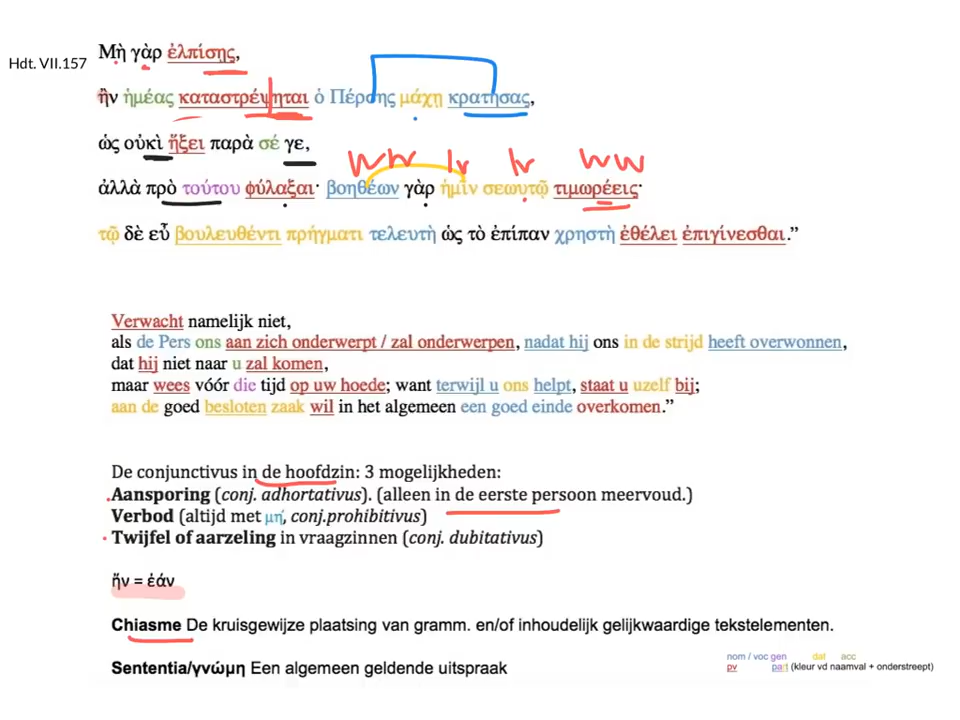 Hdt. VII.157
Μὴ γὰρ ἐλπίσῃς,
ἢν ἡμέας καταστρέψηται ὁ Πέρσης μάχῃ κρατήσας,
ὡς οὐκὶ ἥξει παρὰ σέ γε,
wW lv lv WW
ἀλλὰ πρὸ τούτου φύλαξαι· βοηθέων γὰρ ἡμῖν σεωυτῷ τιμωρέεις·
τῷ δὲ εὖ βουλευθέντι πρήγματι τελευτὴ ὡς τὸ ἐπίπαν χρηστὴ ἐθέλει ἐπιγίνεσθαι.”
Verwacht namelijk niet,
als de Pers ons aan zich onderwerpt / zal onderwerpen, nadat hij ons in de strijd heeft overwonnen,
dat hij niet naar u zal komen,
maar wees vóór die tijd op uw hoede; want terwijl u ons helpt, staat u uzelf bij;
aan de goed besloten zaak wil in het algemeen een goed einde overkomen.”
De conjunctivus in de hoofdzin: 3 mogelijkheden:
Aansporing (conj. adhortativus). (alleen in de eerste persoon meervoud.)
Verbod (altijd met μή, conj.prohibitivus)
Twijfel of aarzeling in vraagzinnen (conj. dubitativus)
ἤν = ἐάν
Chiasme De kruisgewijze plaatsing van gramm. en/of inhoudelijk gelijkwaardige tekstelementen.
Sententia/γνώμη Een algemeen geldende uitspraak
nom / voc gen dat acc
pv part (kleur vd naamval + onderstreept)